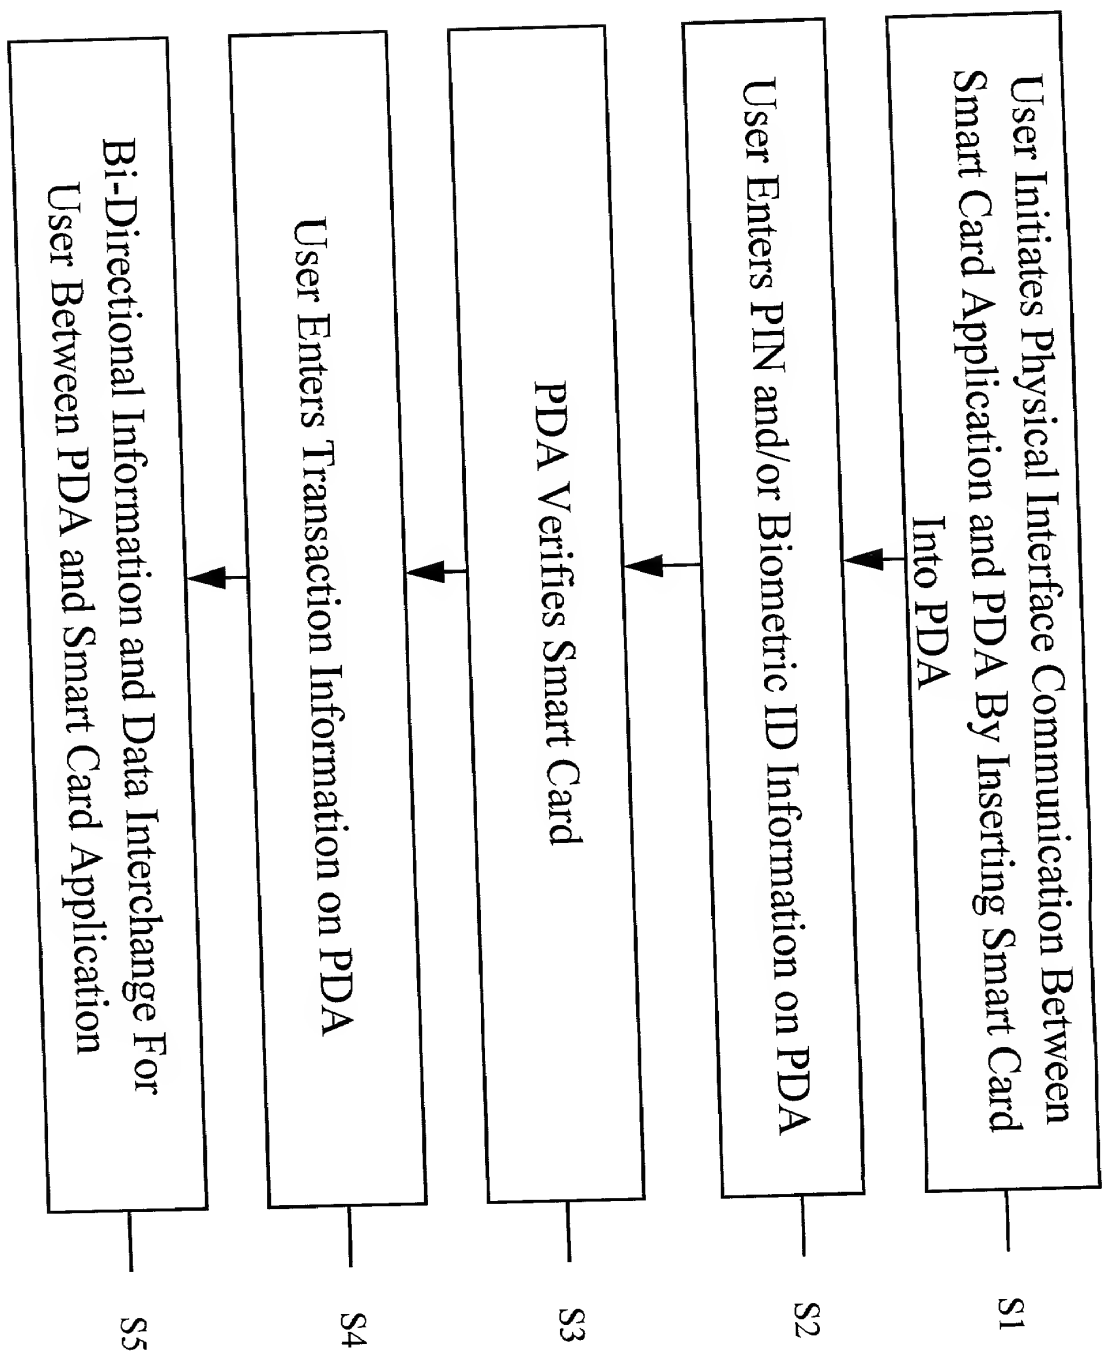 User Initiates Physical Interface Communication Between
Smart Card Application and PDA By Inserting Smart Card
Into PDA
S1
User Enters PIN and/or Biometric ID Information on PDA
S2
PDA Verifies Smart Card
S3
User Enters Transaction Information on PDA
S4
Bi-Directional Information and Data Interchange For
User Between PDA and Smart Card Application
S5